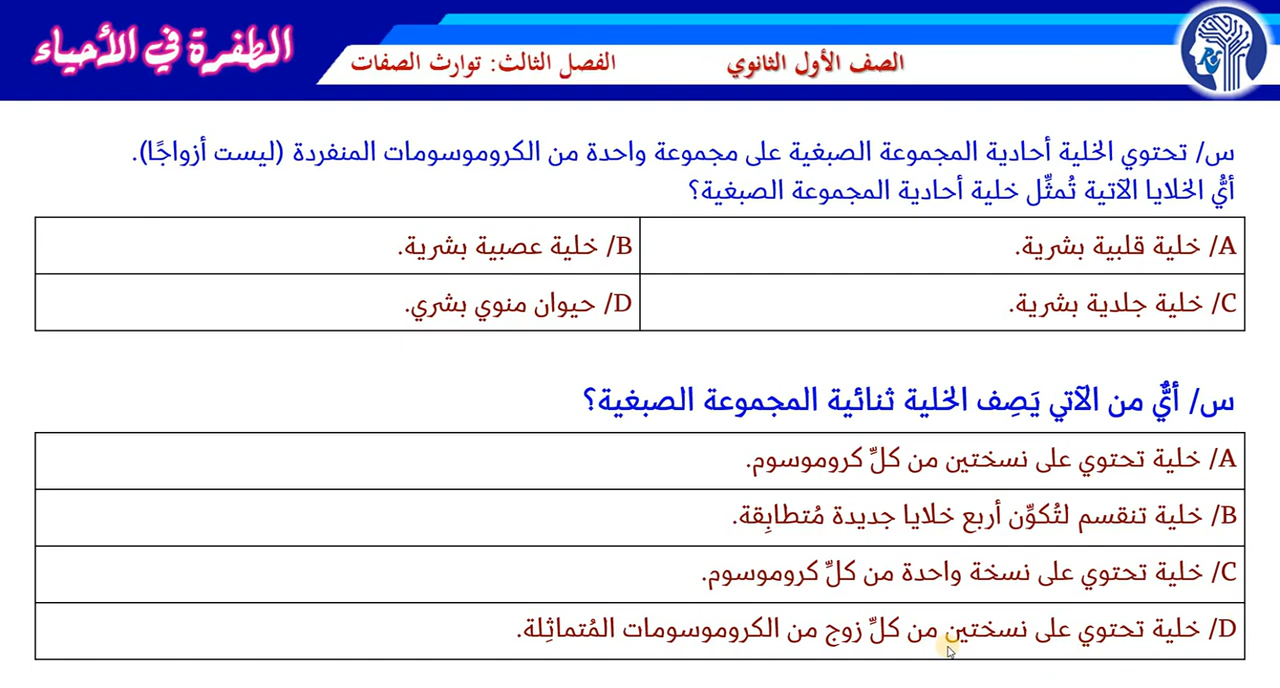 الطفرة في الأحياء
الصف الأول الثانوي
الفصل الثالث: توارث الصفات
س/ تحتوي الخلية أحادية المجموعة الصبغية على مجموعة واحدة من الكروموسومات المنفردة (ليست أزواجًا).
أيُّ الخلايا الآتية تُمثِّل خلية أحادية المجموعة الصبغية؟
A/ خلية قلبية بشرية.
B/ خلية عصبية بشرية.
C/ خلية جلدية بشرية.
D/ حيوان منوي بشري.
س/ أيٌّ من الآتي يَصِف الخلية ثنائية المجموعة الصبغية؟
A/ خلية تحتوي على نسختين من كلِّ كروموسوم.
B/ خلية تنقسم لتُكوِّن أربع خلايا جديدة مُتطابِقة.
C/ خلية تحتوي على نسخة واحدة من كلِّ كروموسوم.
D/ خلية تحتوي على نسختين من كلِّ زوج من الكروموسومات المُتماثِلة.